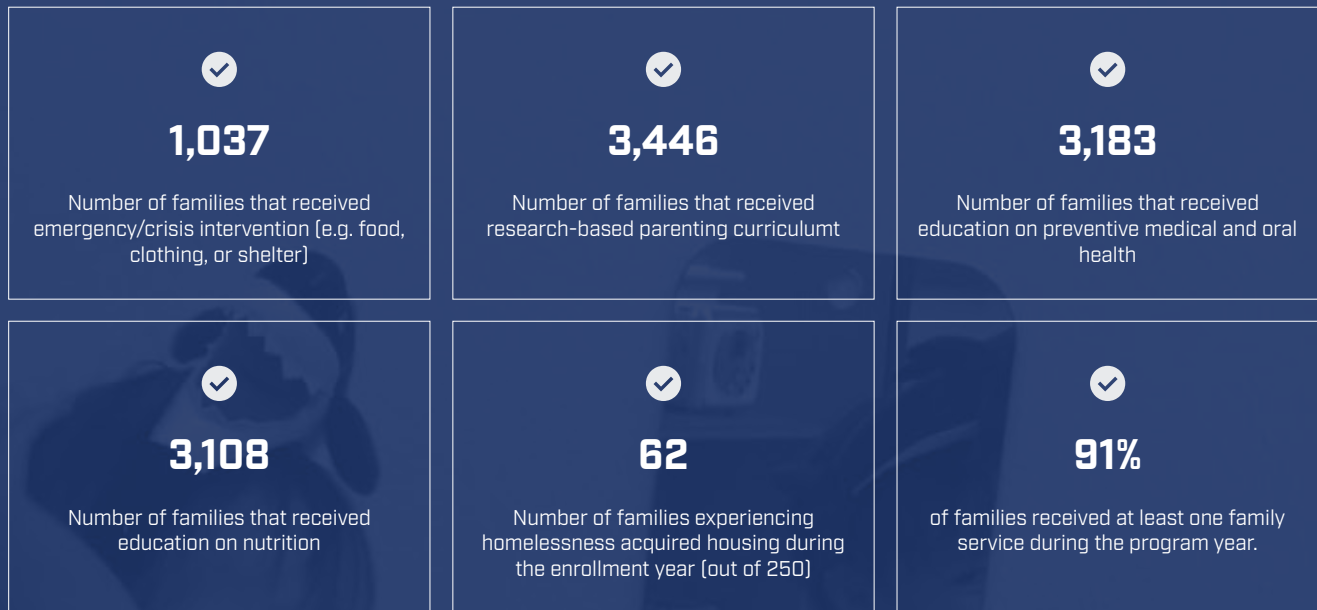 1,037
Number of families that received
emergency/crisis intervention (e.g. food,
clothing, or shelter)
3,446
Number of families that received
research-based parenting curriculumt
3,183
Number of families that received
education on preventive medical and oral
health
3,108
Number of families that received
education on nutrition
62
Number of families experiencing
homelessness acquired housing during
the enrollment year (out of 250)
91%
of families received at least one family
service during the program year.